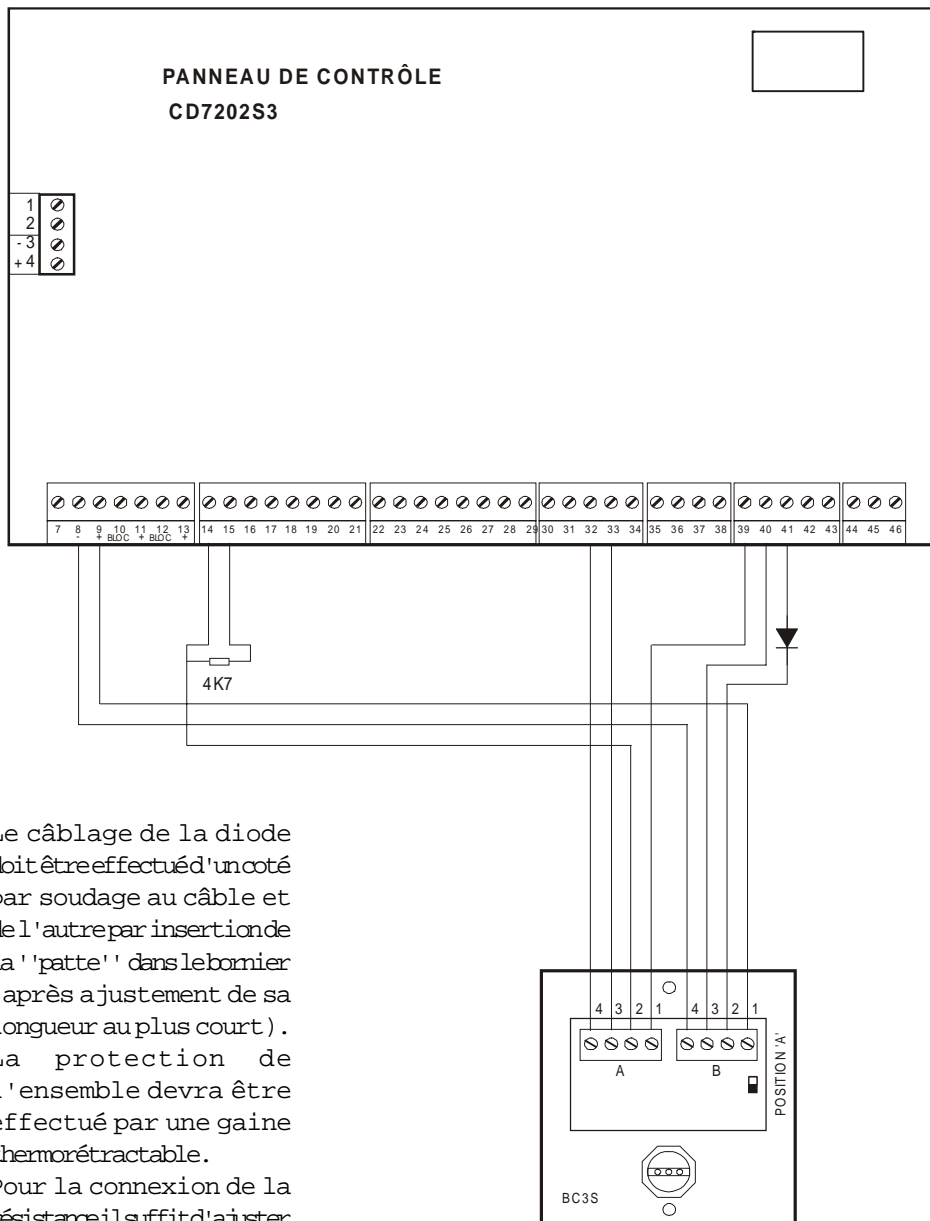 PANNEAU DE CONTRÔLE
CD7202S3
1
2
- 3
+ 4
7 8 9 10 11 12 13 14 15 16 17 18 19 20 21 22 23 24 25 26 27 28 29 30 31 32 33 34 35 36 37 38 39 40 41 42 43 44 45 46
- + BLOC + BLOC +
4K7
e câblage de la diode
doit être effectué d'un coté
par soudage au câble et
de l'autre par insertion de
a ''patte'' dans le bornier
après ajustement de sa
longueur au plus court).
La protection de
l'ensemble devra être
effectué par une gaine
thermorétractable.
Pour la connexion de la
résistance il suffit d'ajuster
4 3 2 1 4 3 2 1
A B
POSITION 'A'
BC3S